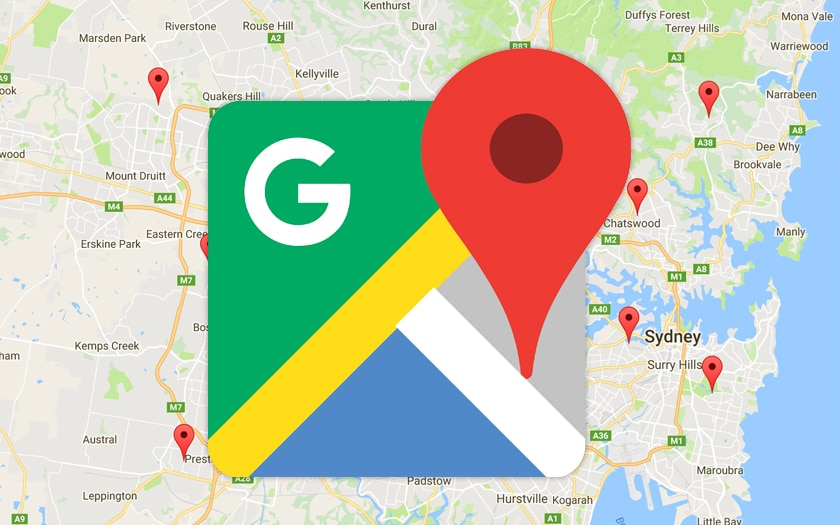 Kenthurst
Duffys Forest
Mona Vale
Riverstone
Rouse Hill
Dural
Terrey Hills
Marsden Park
A2
B83
Warriewood
A3
Kellyville
A9
Quakers Hill
Narrabeen
A8
A38
Dee Why
Brookvale
Mount Druitt
M4
A44
G
Chatswood
Manly
Erskine Park
M2
M7
M1
A8
A40
Kemps Creek
Sydney
Surry Hills
M7
Austral
A36
M1
Maroubra
A28
Padstow
Leppington
Hurstville
Kogarah
A9
A1
Little Bay